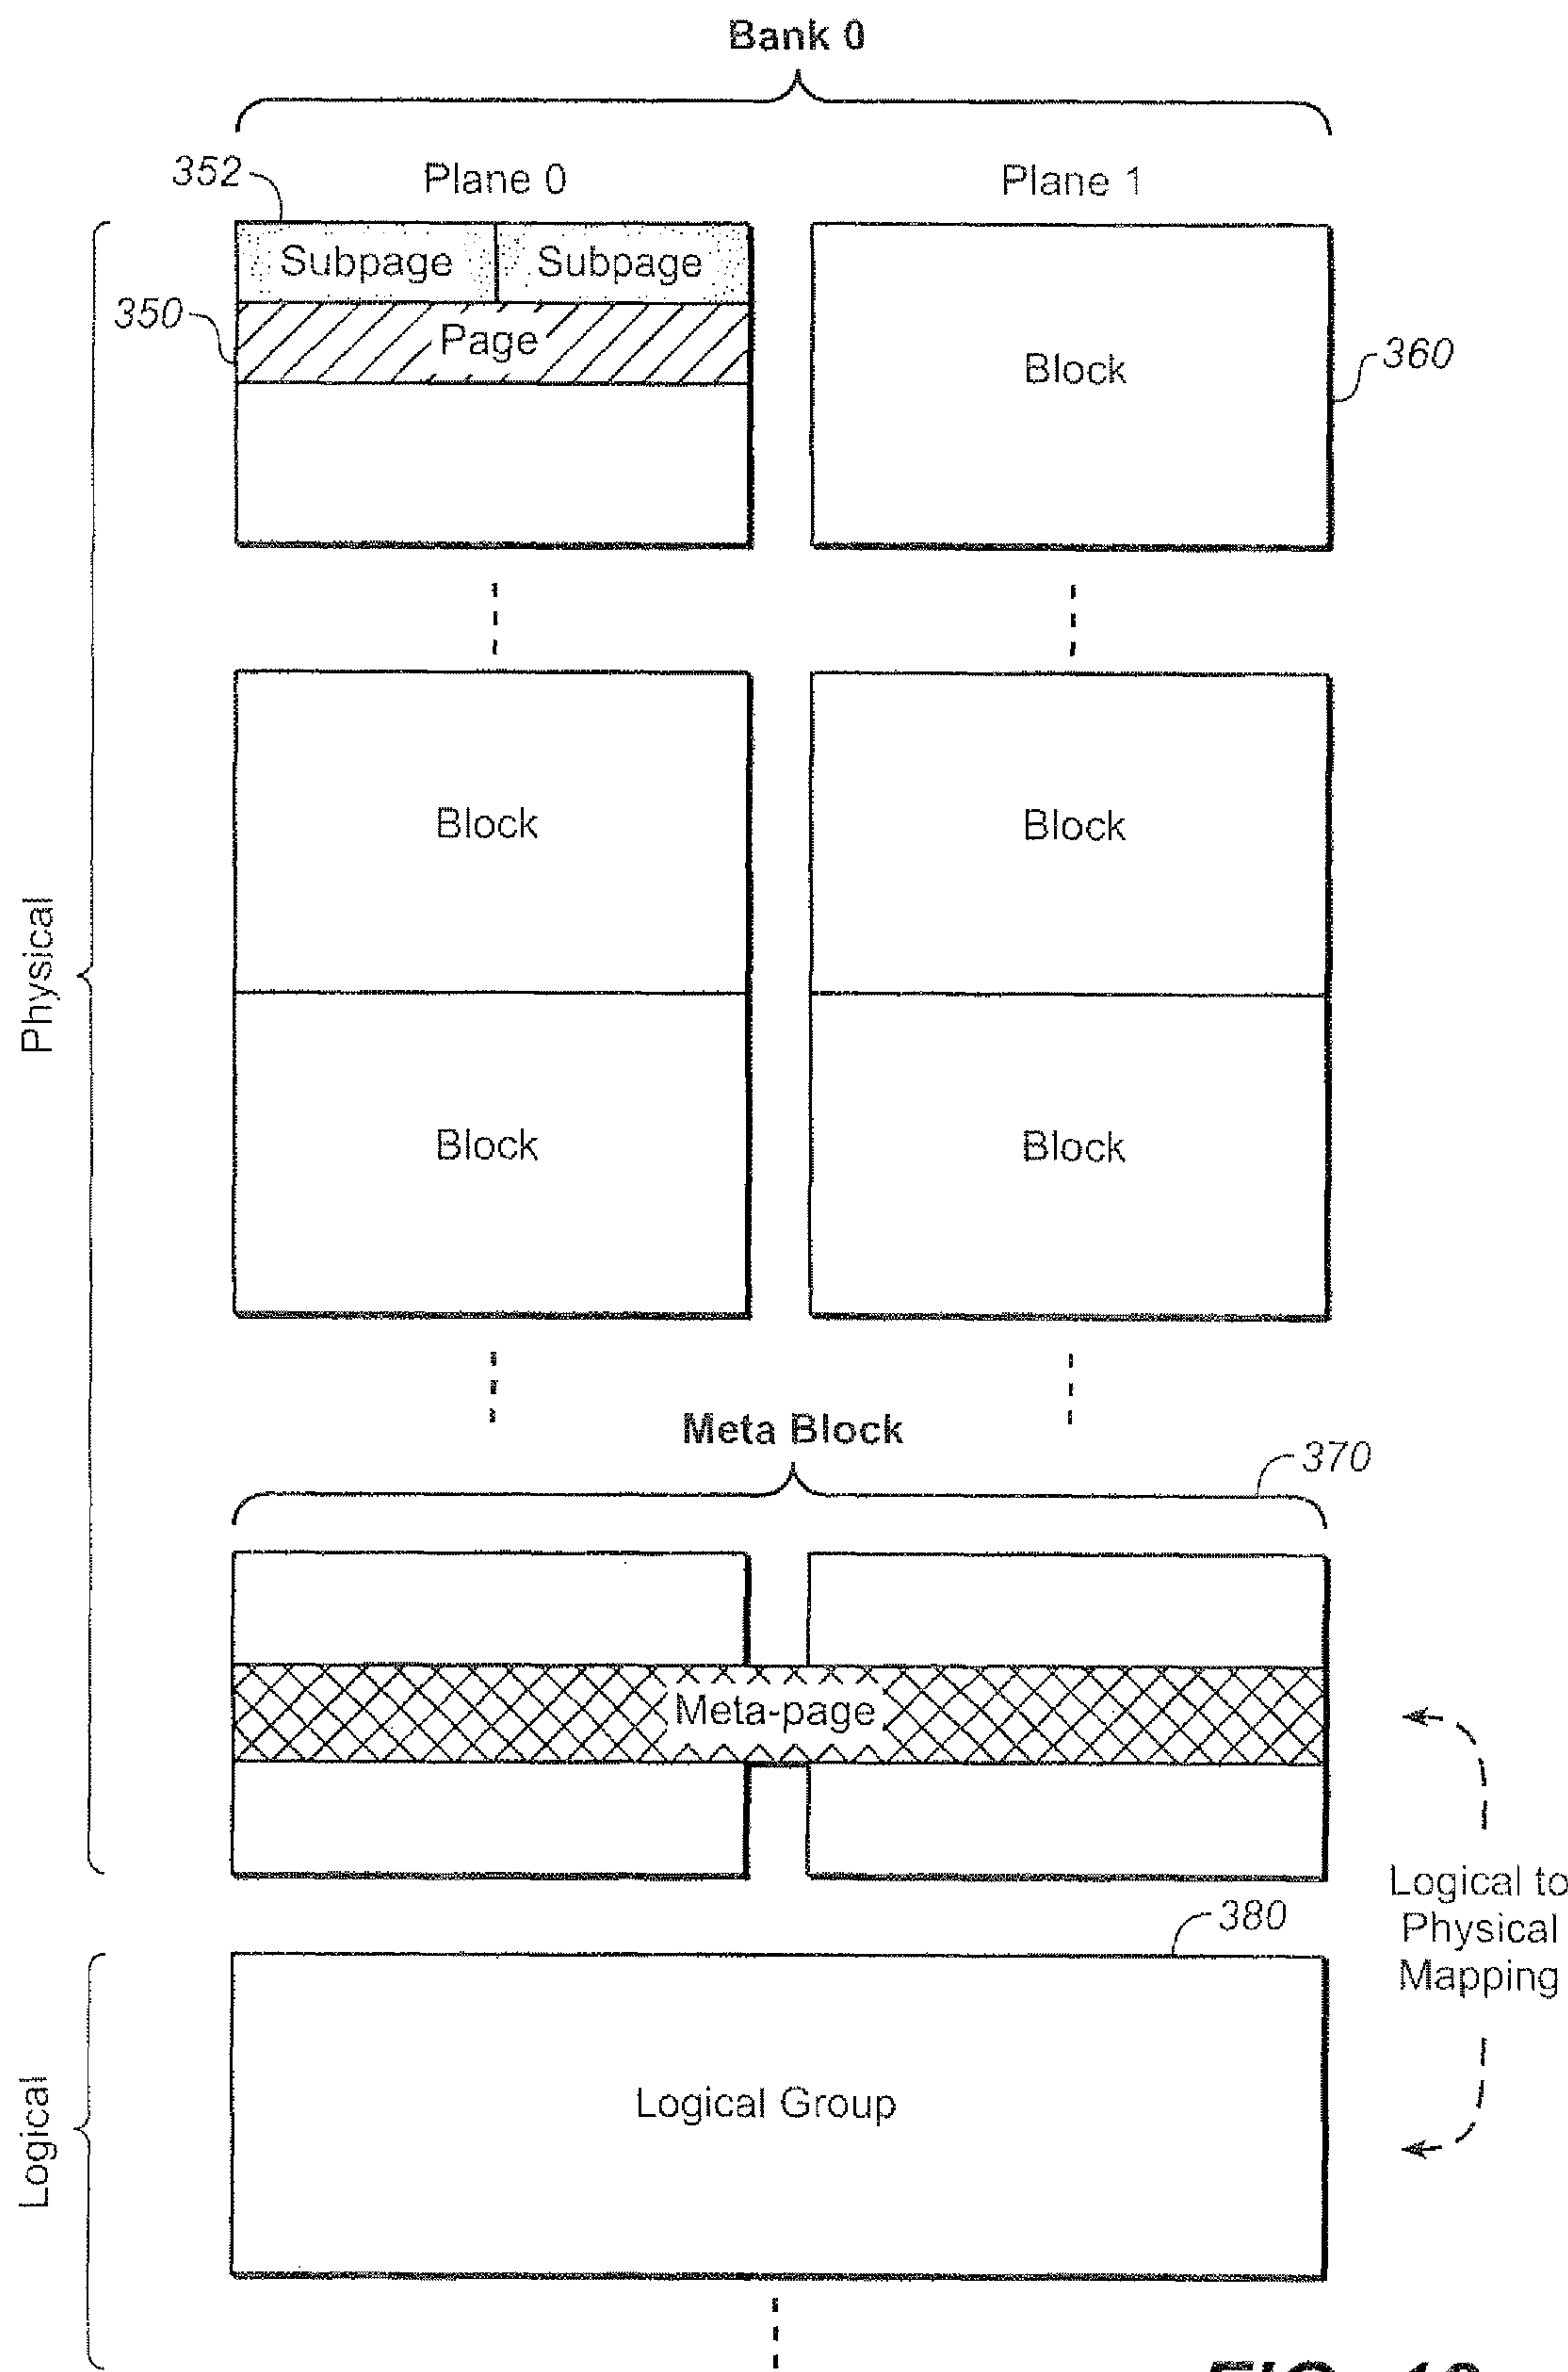 Bank 0
352
Plane 0
Plane 1
Subpage
Subpage
350
Page
Block
360
Block
Block
Physical
Block
Block
Meta Block
370
Meta-page
Logical to
Physical
Mapping
380
Logical Group
Logical